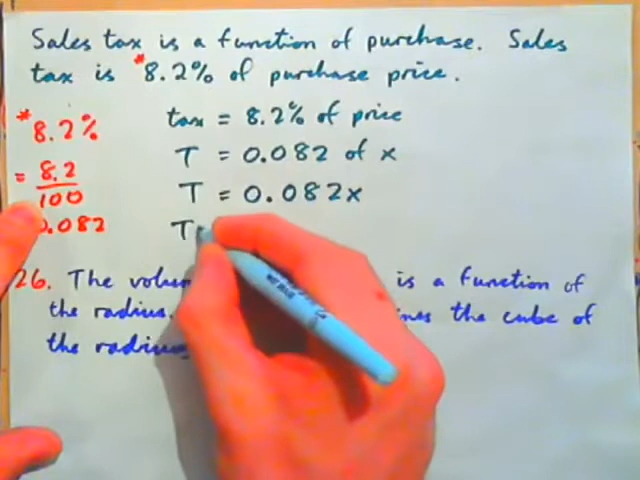 Sales tax is a function of purchase. Sales
tax is *8.2% of purchase price.
*8.2%
= 8.2
100
0.082
tax = 8.2% of price
T = 0.082 of x
T = 0.082x
T
26. The is a function of
the radius. the cube of
the radius